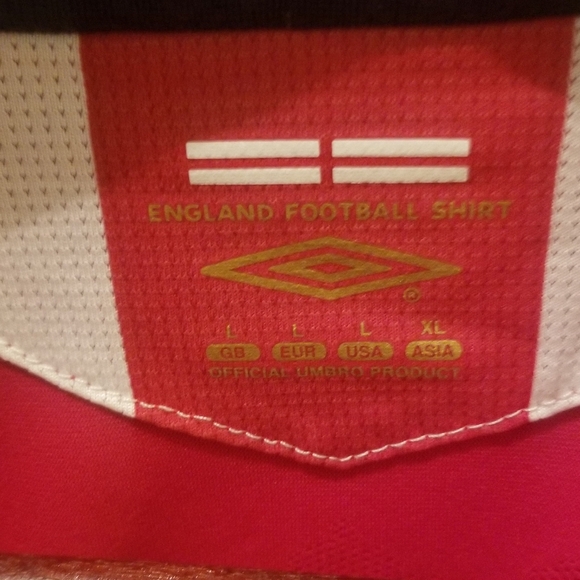 ENGLAND FOOTBALL SHIRT
®
L L L XL
GB EUR USA ASIA
OFFICIAL UMBRO PRODUCT